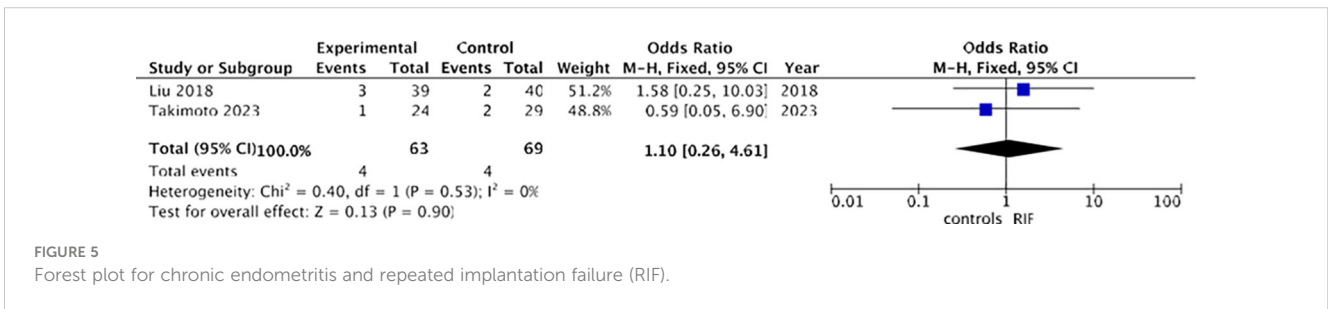 Experimental Control Odds Ratio Odds Ratio
Study or Subgroup Events Total Events Total Weight M-H, Fixed, 95% CI Year M-H, Fixed, 95% CI
Liu 2018 3 39 2 40 51.2% 1.58 [0.25, 10.03] 2018
Takimoto 2023 1 24 2 29 48.8% 0.59 [0.05, 6.90] 2023
Total (95% CI)100.0% 63 69 1.10 [0.26, 4.61]
Total events 4 4
Heterogeneity: Chi² = 0.40, df = 1 (P = 0.53); I² = 0%
Test for overall effect: Z = 0.13 (P = 0.90)
0.01 0.1 1 10 100
controls RIF
FIGURE 5
Forest plot for chronic endometritis and repeated implantation failure (RIF).